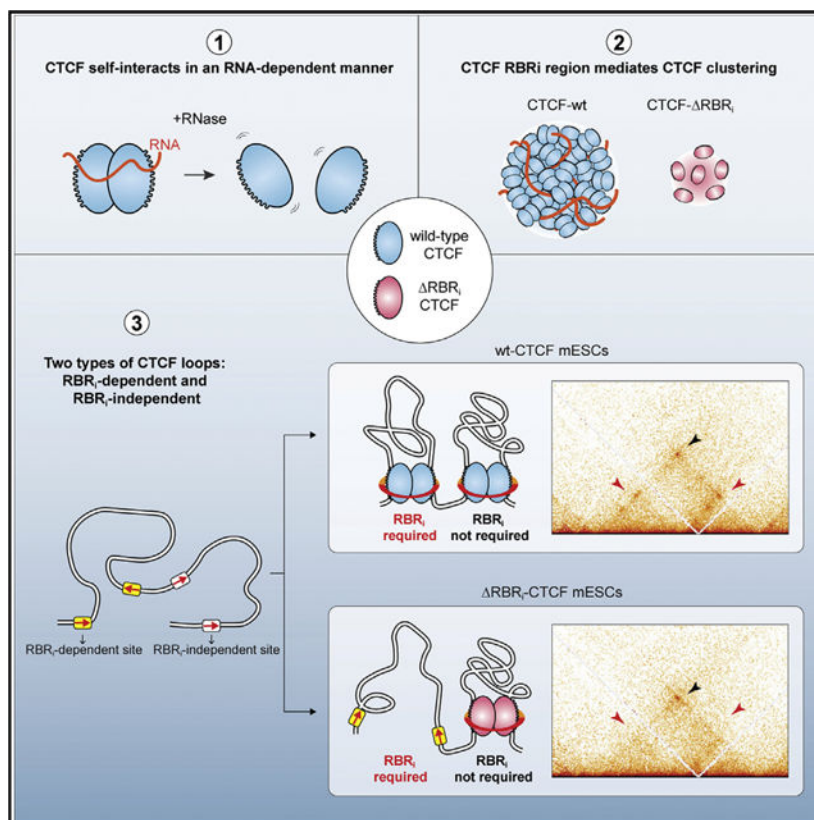 1
CTCF self-interacts in an RNA-dependent manner
+RNase
RNA
2
CTCF RBRi region mediates CTCF clustering
CTCF-wt
CTCF-ΔRBRi
wild-type
CTCF
ΔRBRi
CTCF
3
Two types of CTCF loops:
RBRi-dependent and
RBRi-independent
RBRi-dependent site
RBRi-independent site
wt-CTCF mESCs
RBRi
required
RBRi
not required
ΔRBRi-CTCF mESCs
RBRi
required
RBRi
not required